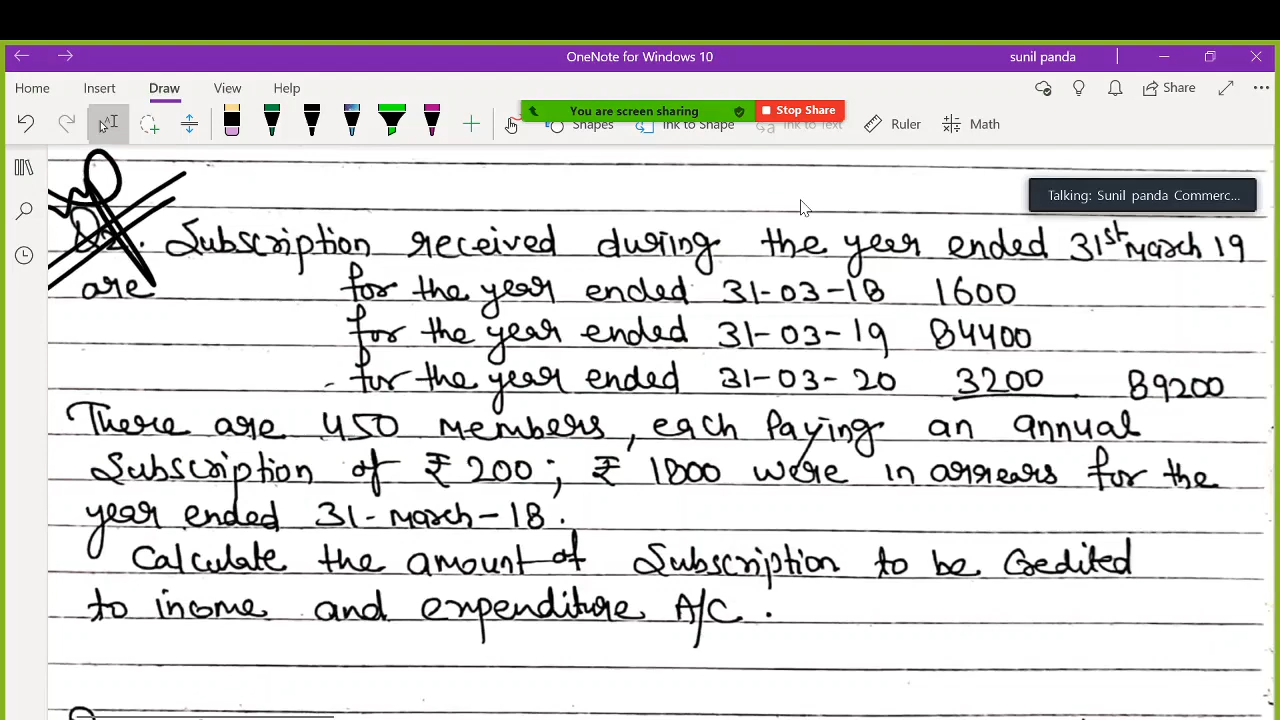 OneNote for Windows 10
sunil panda
Home Insert Draw View Help
Share
You are screen sharing
Stop Share
Shapes
Ink to Shape
Ink to Text
Ruler
Math
Talking: Sunil panda Commerc...
Subscription received during the year ended 31st March 19
are for the year ended 31-03-18 1600
for the year ended 31-03-19 84400
for the year ended 31-03-20 3200 89200
There are 450 members, each Paying an annual
Subscription of ₹ 200; ₹ 1800 were in arrears for the
year ended 31-March-18.
Calculate the amount of Subscription to be Credited
to income and expenditure A/C.